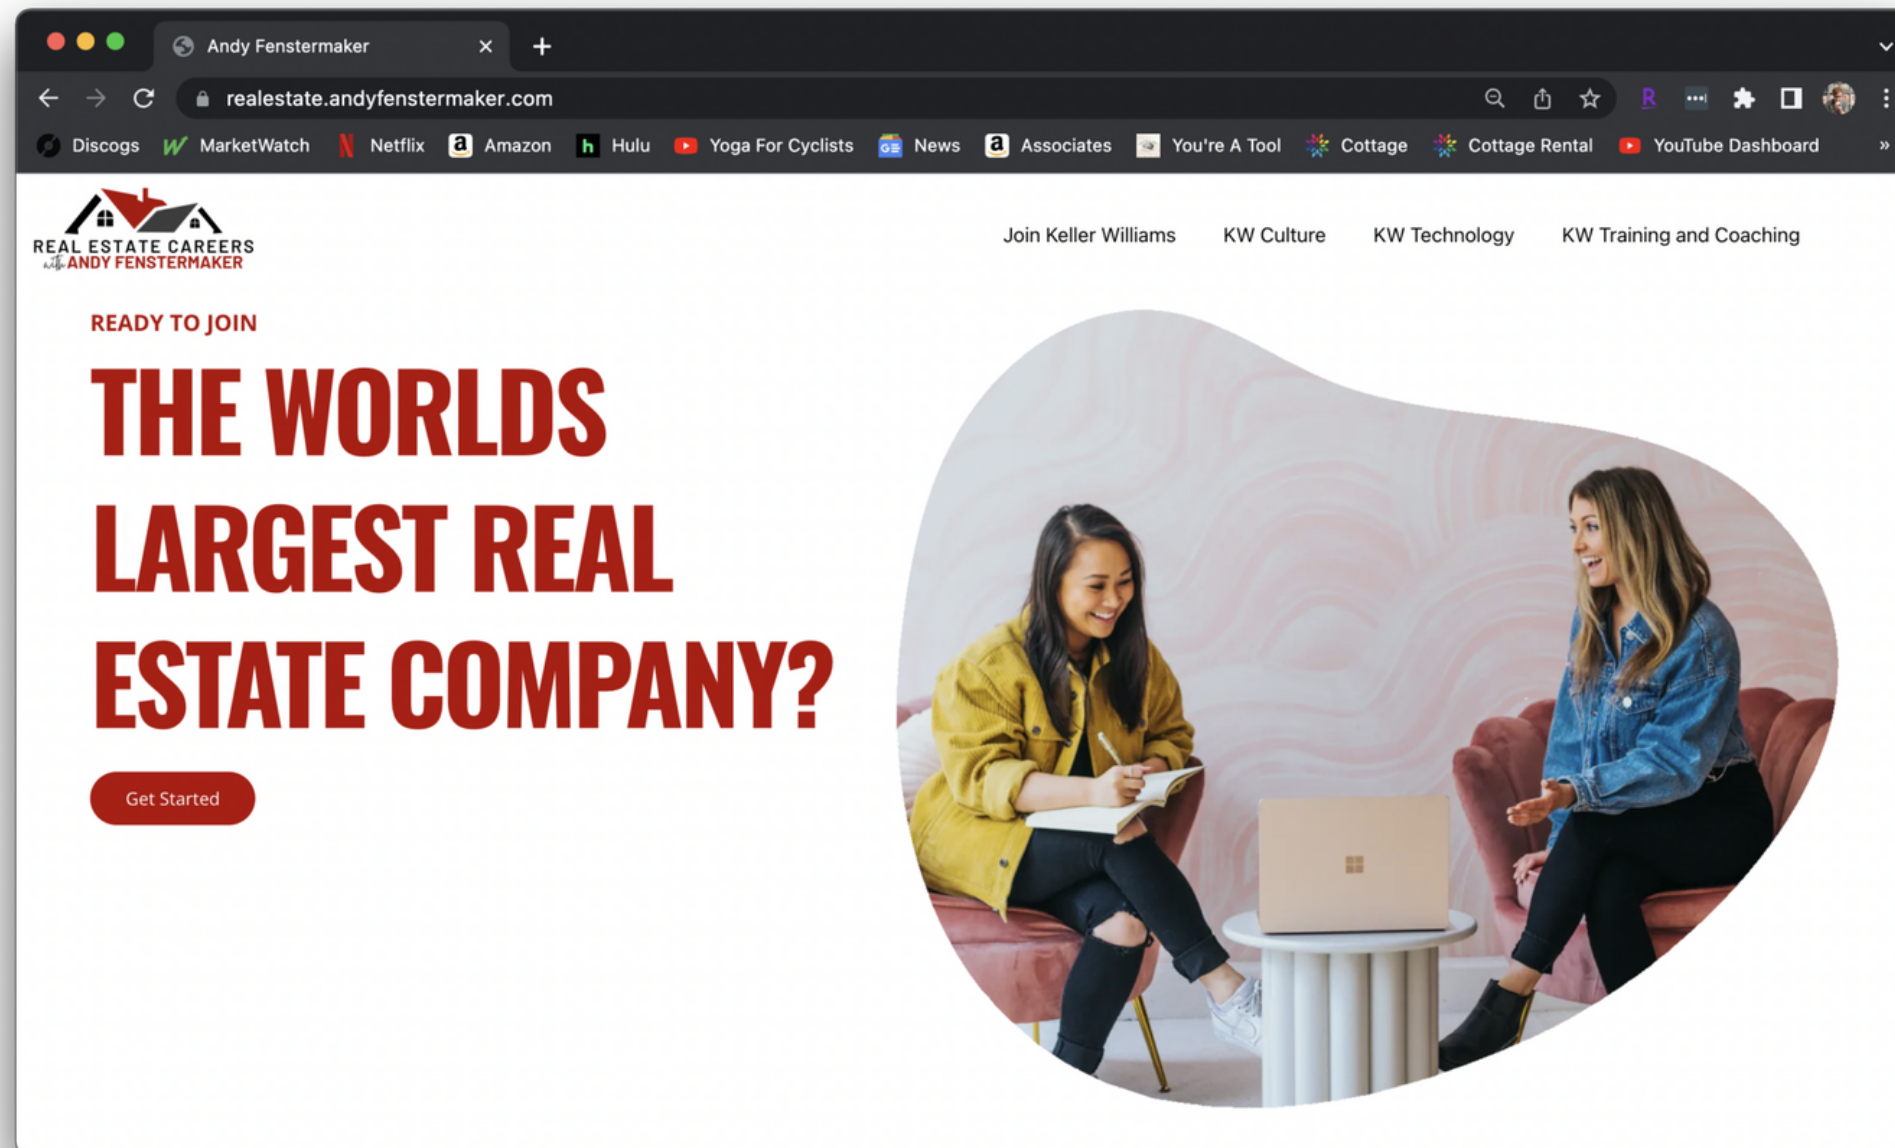 Andy Fenstermaker
realestate.andyfenstermaker.com
Discogs MarketWatch Netflix Amazon Hulu Yoga For Cyclists News Associates You're A Tool Cottage Cottage Rental YouTube Dashboard »
REAL ESTATE CAREERS
with ANDY FENSTERMAKER
Join Keller Williams KW Culture KW Technology KW Training and Coaching
READY TO JOIN
THE WORLDS
LARGEST REAL
ESTATE COMPANY?
Get Started